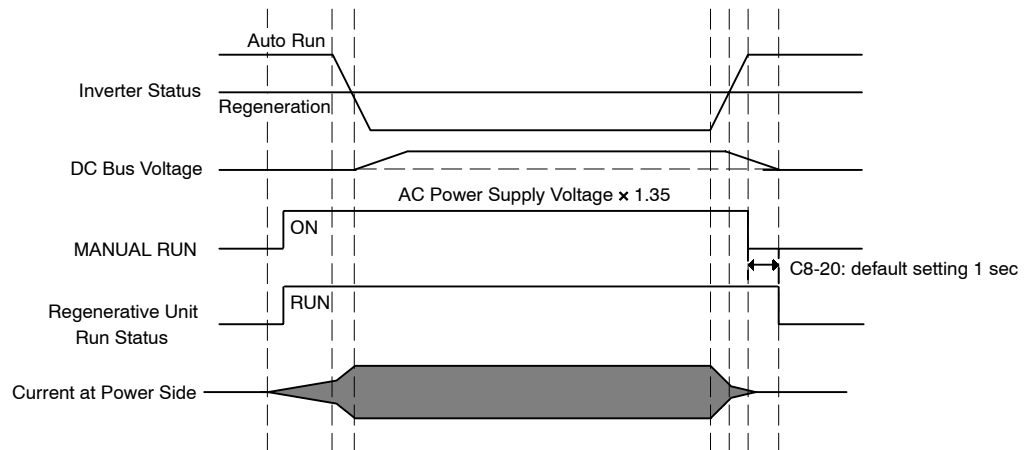 Auto Run
Inverter Status
Regeneration
DC Bus Voltage
AC Power Supply Voltage × 1.35
ON
MANUAL RUN
C8-20: default setting 1 sec
RUN
Regenerative Unit
Run Status
Current at Power Side